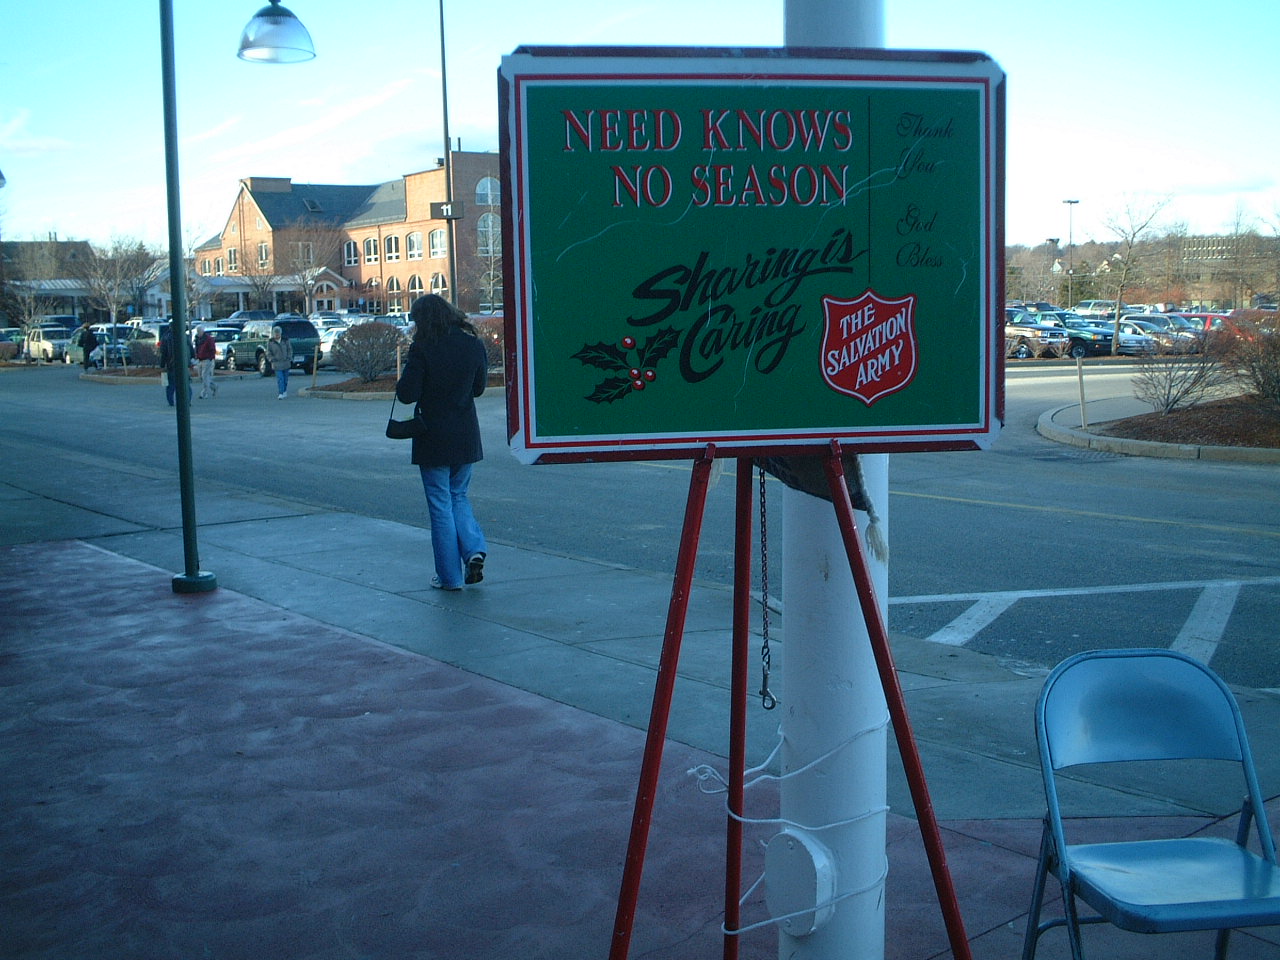 NEED KNOWS
NO SEASON
Sharing is
Caring
THE
SALVATION
ARMY
Thank
You
God
Bless
11